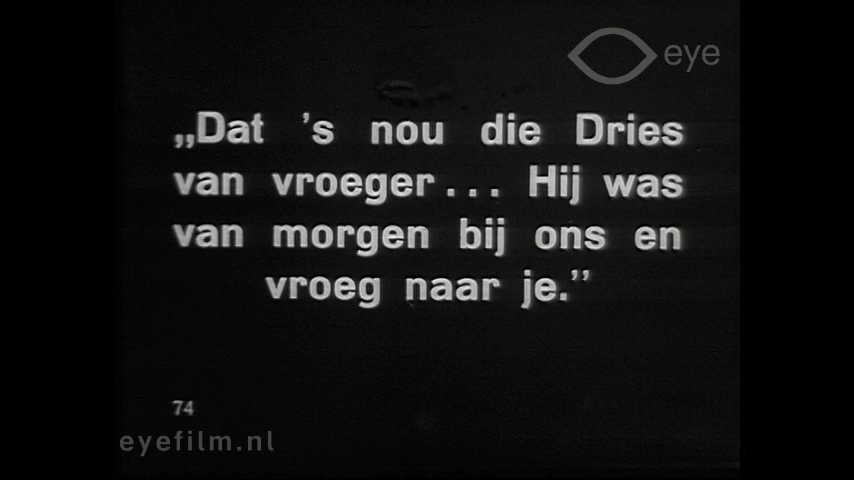 eye
„Dat 's nou die Dries
van vroeger... Hij was
van morgen bij ons en
vroeg naar je.”
74
eyefilm.nl